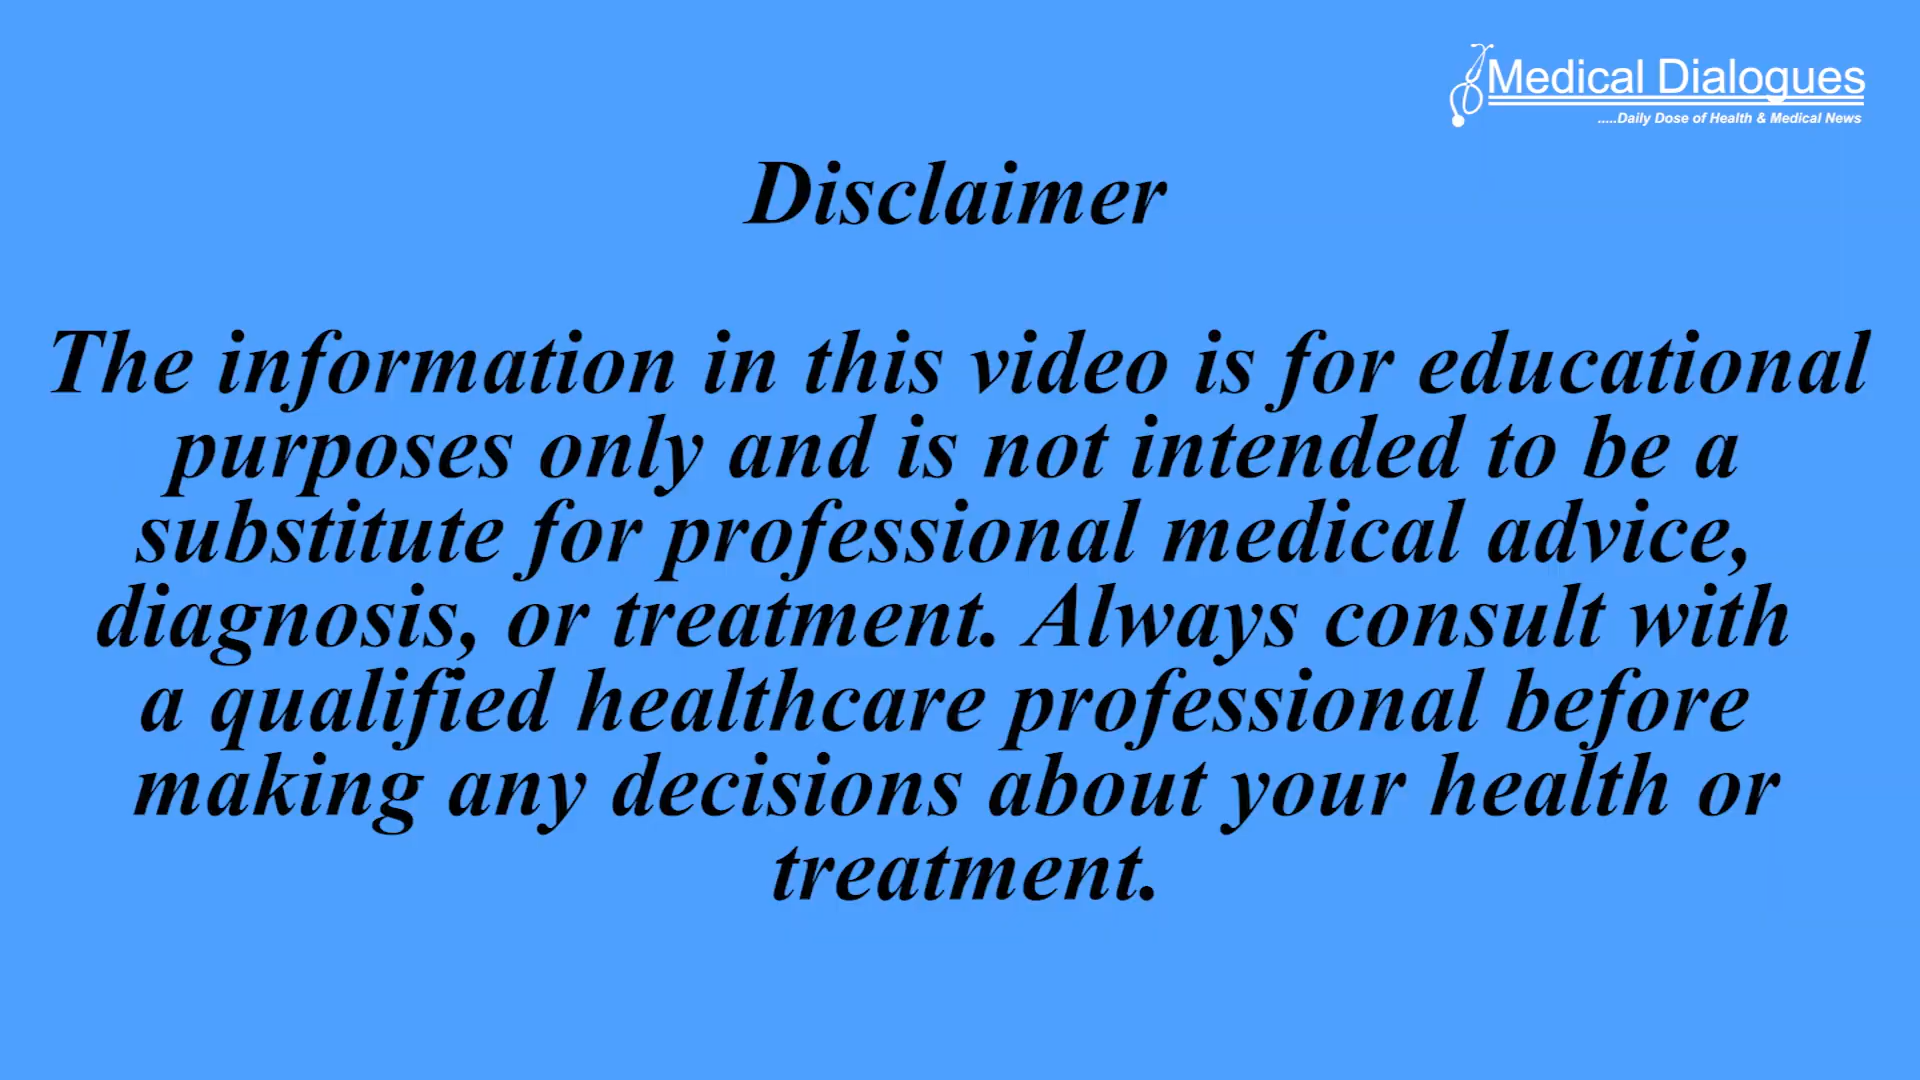 Medical Dialogues
.....Daily Dose of Health & Medical News
Disclaimer
The information in this video is for educational
purposes only and is not intended to be a
substitute for professional medical advice,
diagnosis, or treatment. Always consult with
a qualified healthcare professional before
making any decisions about your health or
treatment.